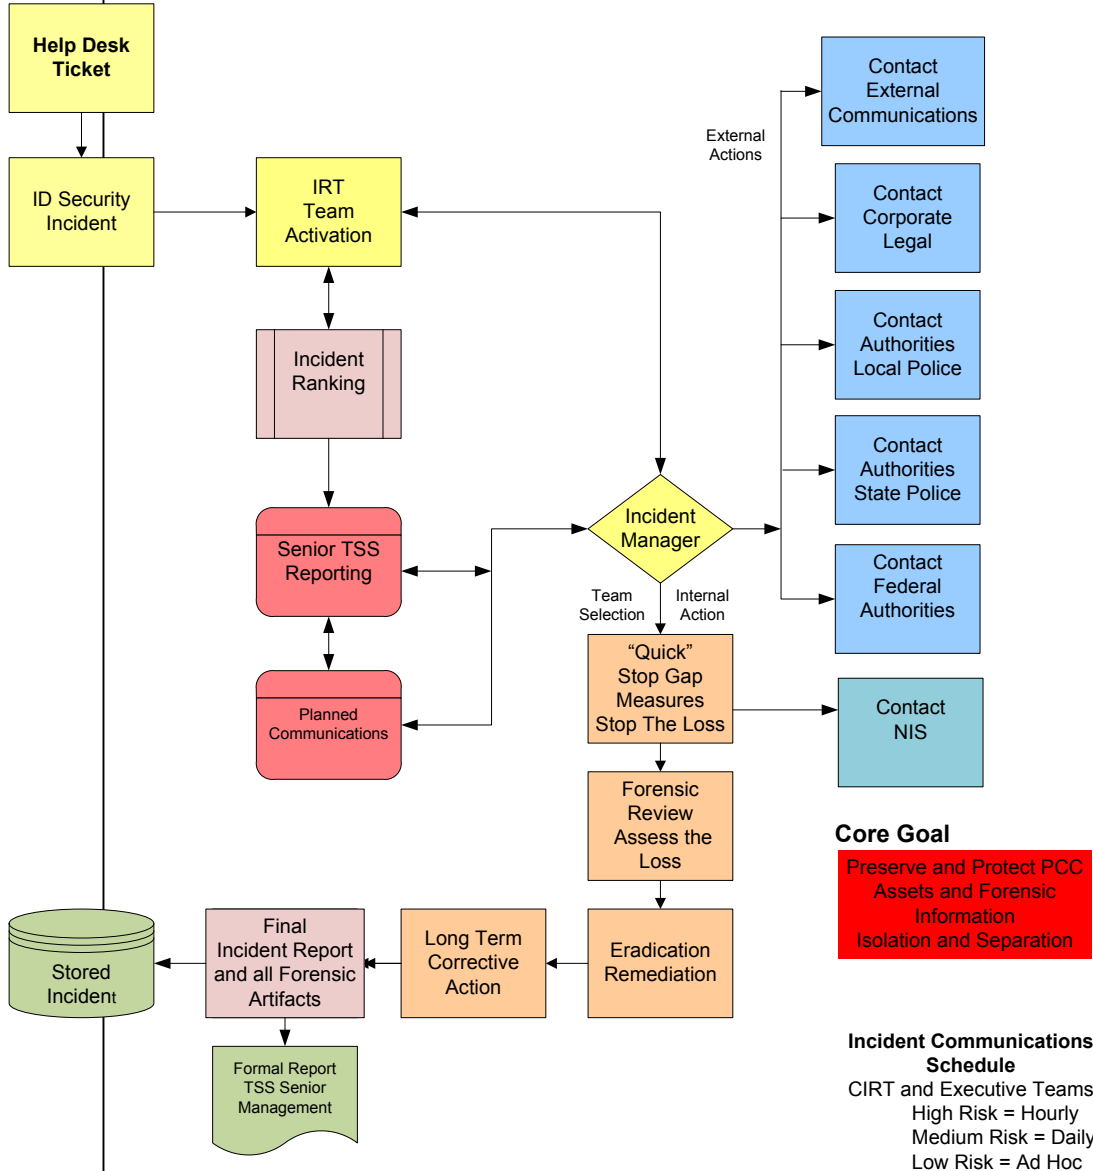 Help Desk
Ticket
ID Security
Incident
IRT
Team
Activation
Incident
Ranking
Senior TSS
Reporting
Planned
Communications
Incident
Manager
External
Actions
Contact
External
Communications
Contact
Corporate
Legal
Contact
Authorities
Local Police
Contact
Authorities
State Police
Contact
Federal
Authorities
Team
Selection
Internal
Action
“Quick”
Stop Gap
Measures
Stop The Loss
Contact
NIS
Forensic
Review
Assess the
Loss
Eradication
Remediation
Long Term
Corrective
Action
Final
Incident Report
and all Forensic
Artifacts
Stored
Incident
Formal Report
TSS Senior
Management
Core Goal
Preserve and Protect PCC
Assets and Forensic
Information
Isolation and Separation
Incident Communications
Schedule
CIRT and Executive Teams
High Risk = Hourly
Medium Risk = Daily
Low Risk = Ad Hoc